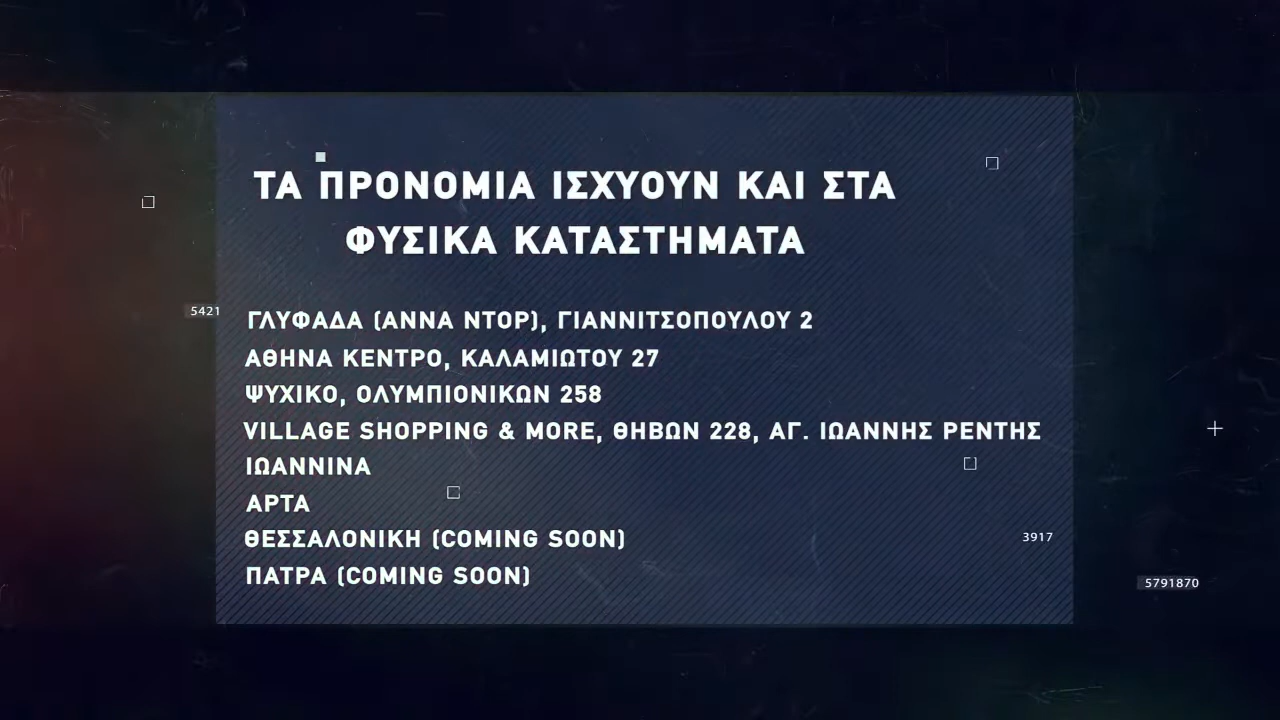 ΤΑ ΠΡΟΝΟΜΙΑ ΙΣΧΥΟΥΝ ΚΑΙ ΣΤΑ
ΦΥΣΙΚΑ ΚΑΤΑΣΤΗΜΑΤΑ
5421
ΓΛΥΦΑΔΑ (ΑΝΝΑ ΝΤΟΡ), ΓΙΑΝΝΙΤΣΟΠΟΥΛΟΥ 2
ΑΘΗΝΑ ΚΕΝΤΡΟ, ΚΑΛΑΜΙΩΤΟΥ 27
ΨΥΧΙΚΟ, ΟΛΥΜΠΙΟΝΙΚΩΝ 258
VILLAGE SHOPPING & MORE, ΘΗΒΩΝ 228, ΑΓ. ΙΩΑΝΝΗΣ ΡΕΝΤΗΣ
ΙΩΑΝΝΙΝΑ
ΑΡΤΑ
ΘΕΣΣΑΛΟΝΙΚΗ (COMING SOON)
3917
ΠΑΤΡΑ (COMING SOON)
5791870